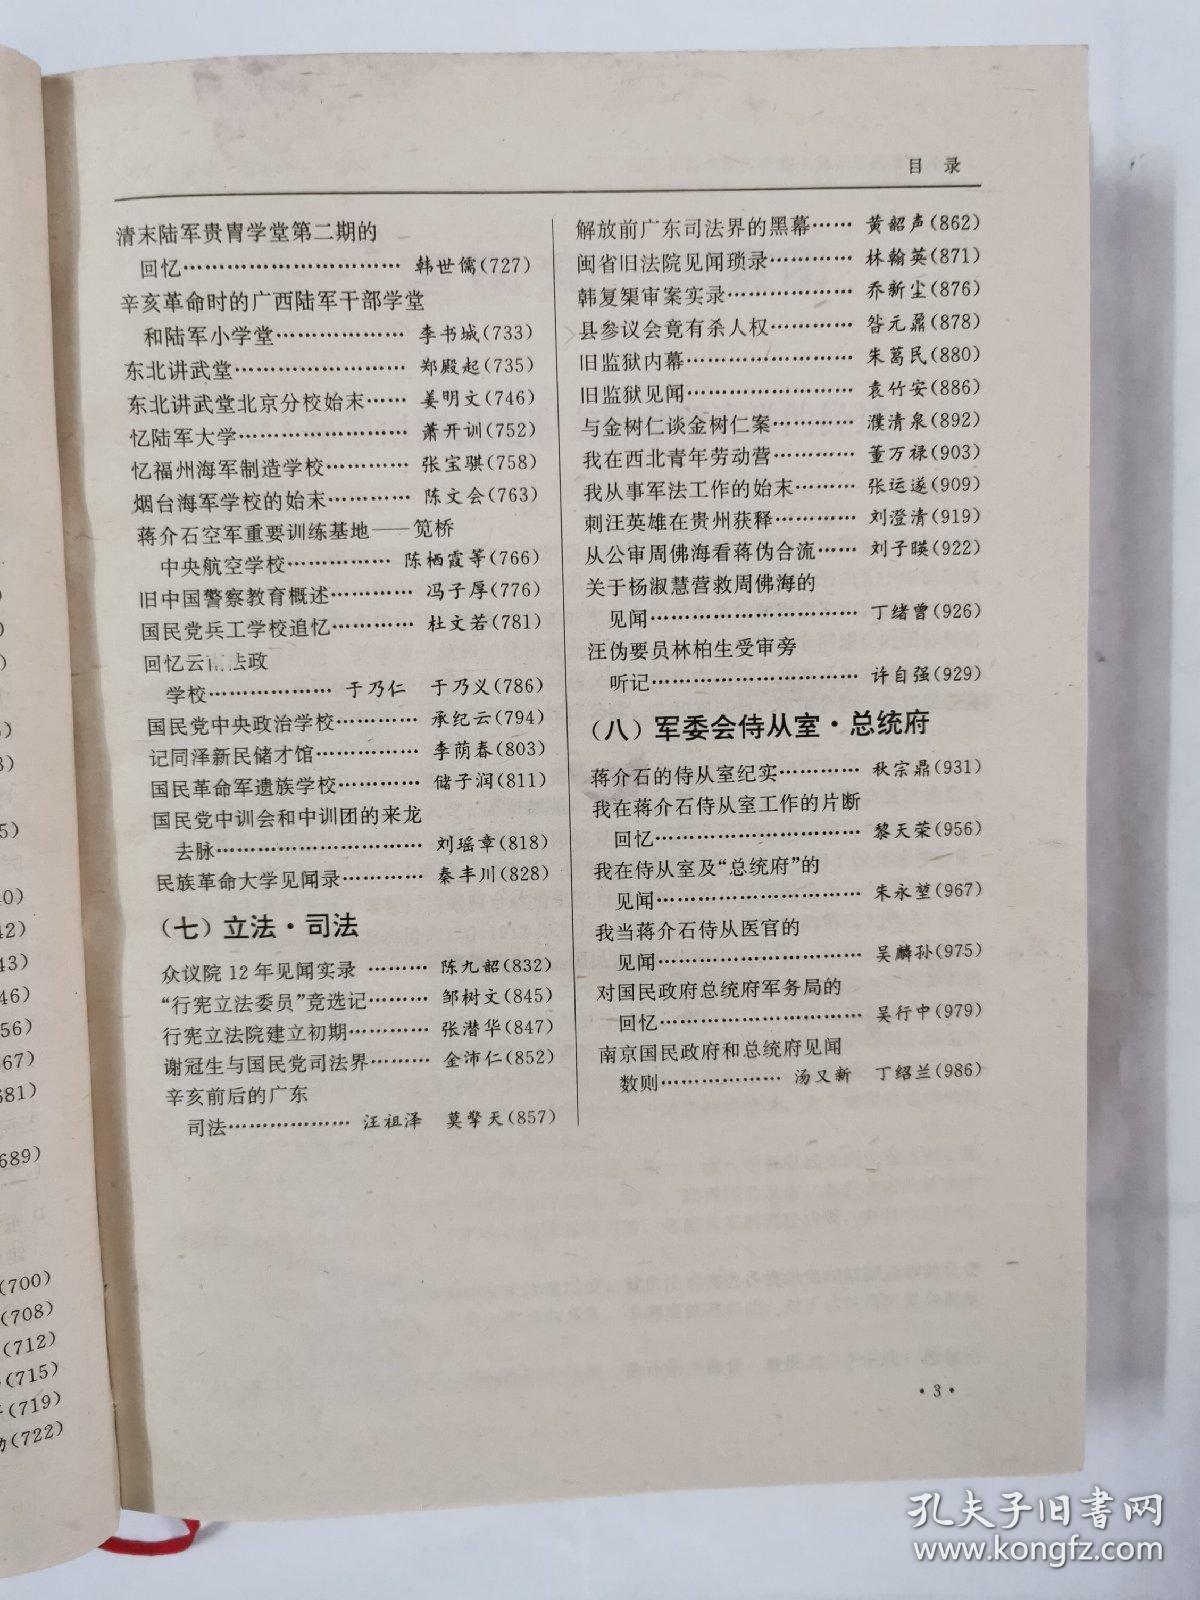 目 录
清末陆军贵胄学堂第二期的
回忆…………………………… 韩世儒(727)
辛亥革命时的广西陆军干部学堂
和陆军小学堂………………… 李书城(733)
东北讲武堂…………………… 郑殿起(735)
东北讲武堂北京分校始末…… 姜明文(746)
忆陆军大学…………………… 萧开训(752)
忆福州海军制造学校………… 张宝骐(758)
烟台海军学校的始末………… 陈文会(763)
蒋介石空军重要训练基地——笕桥
中央航空学校……………… 陈栖霞等(766)
旧中国警察教育概述………… 冯子厚(776)
国民党兵工学校追忆………… 杜文若(781)
回忆云南法政
学校………………… 于乃仁 于乃义(786)
国民党中央政治学校………… 承纪云(794)
记同泽新民储才馆…………… 李荫春(803)
国民革命军遗族学校………… 储子润(811)
国民党中训会和中训团的来龙
去脉………………………… 刘瑶章(818)
民族革命大学见闻录………… 秦丰川(828)
(七)立法·司法
众议院12年见闻实录 ……… 陈九韶(832)
“行宪立法委员”竞选记……… 邹树文(845)
行宪立法院建立初期………… 张潜华(847)
谢冠生与国民党司法界……… 金沛仁(852)
辛亥前后的广东
司法………………… 汪祖泽 莫擎天(857)
解放前广东司法界的黑幕…… 黄韶声(862)
闽省旧法院见闻琐录………… 林翰英(871)
韩复榘审案实录……………… 乔新尘(876)
县参议会竟有杀人权………… 昝元鼐(878)
旧监狱内幕…………………… 朱蒍民(880)
旧监狱见闻…………………… 袁竹安(886)
与金树仁谈金树仁案………… 濮清泉(892)
我在西北青年劳动营………… 董万禄(903)
我从事军法工作的始末……… 张运遂(909)
刺汪英雄在贵州获释………… 刘澄清(919)
从公审周佛海看蒋伪合流…… 刘子暎(922)
关于杨淑慧营救周佛海的
见闻………………………… 丁绪曾(926)
汪伪要员林柏生受审旁
听记………………………… 许自强(929)
(八)军委会侍从室·总统府
蒋介石的侍从室纪实………… 秋宗鼎(931)
我在蒋介石侍从室工作的片断
回忆………………………… 黎天荣(956)
我在侍从室及“总统府”的
见闻………………………… 朱永堃(967)
我当蒋介石侍从医官的
见闻………………………… 吴麟孙(975)
对国民政府总统府军务局的
回忆………………………… 吴行中(979)
南京国民政府和总统府见闻
数则……………… 汤又新 丁绍兰(986)
·3·
40)
42)
43)
46)
56)
667)
681)
689)
(700)
(708)
(712)
(715)
(719)
(722)
孔夫子旧书网
www.kongfz.com